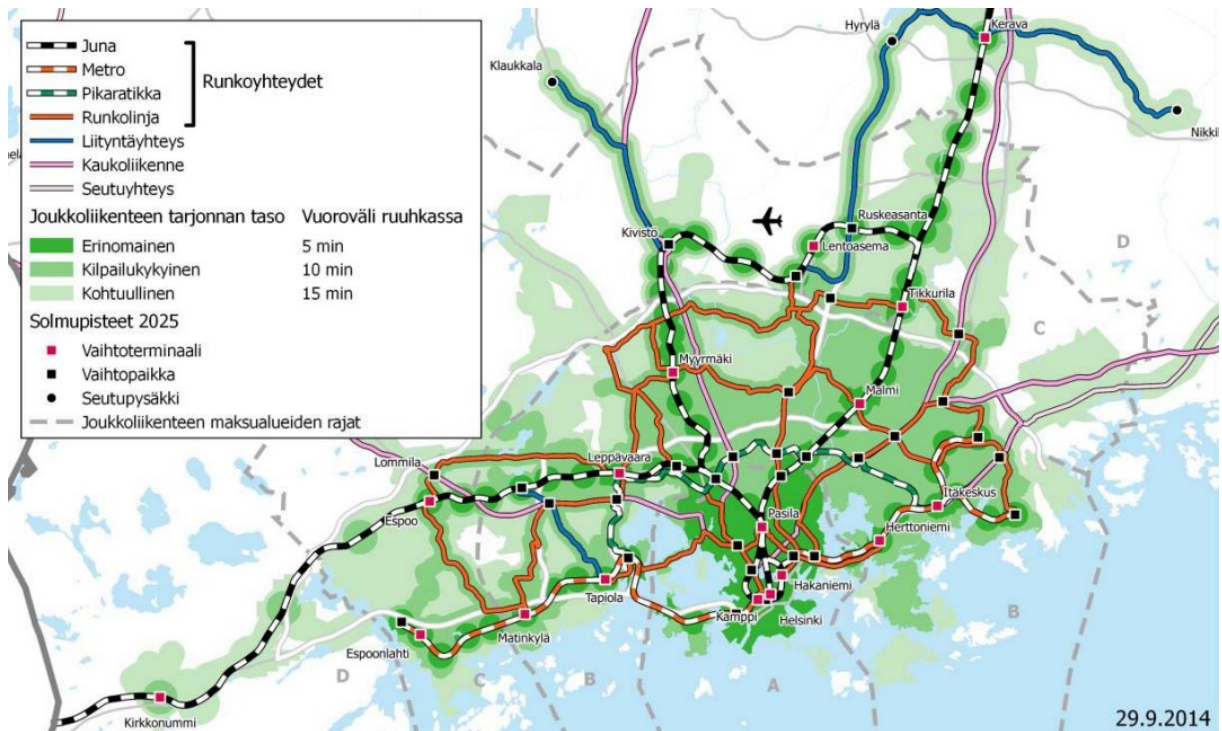 Juna
Metro
Pikaratikka
Runkolinja
Runkoyhteydet
Liityntäyhteys
Kaukoliikenne
Seutuyhteys
Joukkoliikenteen tarjonnan taso Vuoroväli ruuhkassa
Erinomainen 5 min
Kilpailukykyinen 10 min
Kohtuullinen 15 min
Solmupisteet 2025
Vaihtoterminaali
Vaihtopaikka
Seutupysäkki
Joukkoliikenteen maksualueiden rajat
Hyrylä
Kerava
Klaukkala
Nikkil
Ruskeasanta
Kivistö
Lentoasema
D
Tikkurila
C
Myyrmäki
Malmi
Leppävaara
Lommila
Itäkeskus
Espoo
Pasila
Herttoniemi
Hakaniemi
Tapiola
Kamppi
Helsinki
B
Matinkylä
Espoonlahti
D
C
B
A
Kirkkonummi
29.9.2014